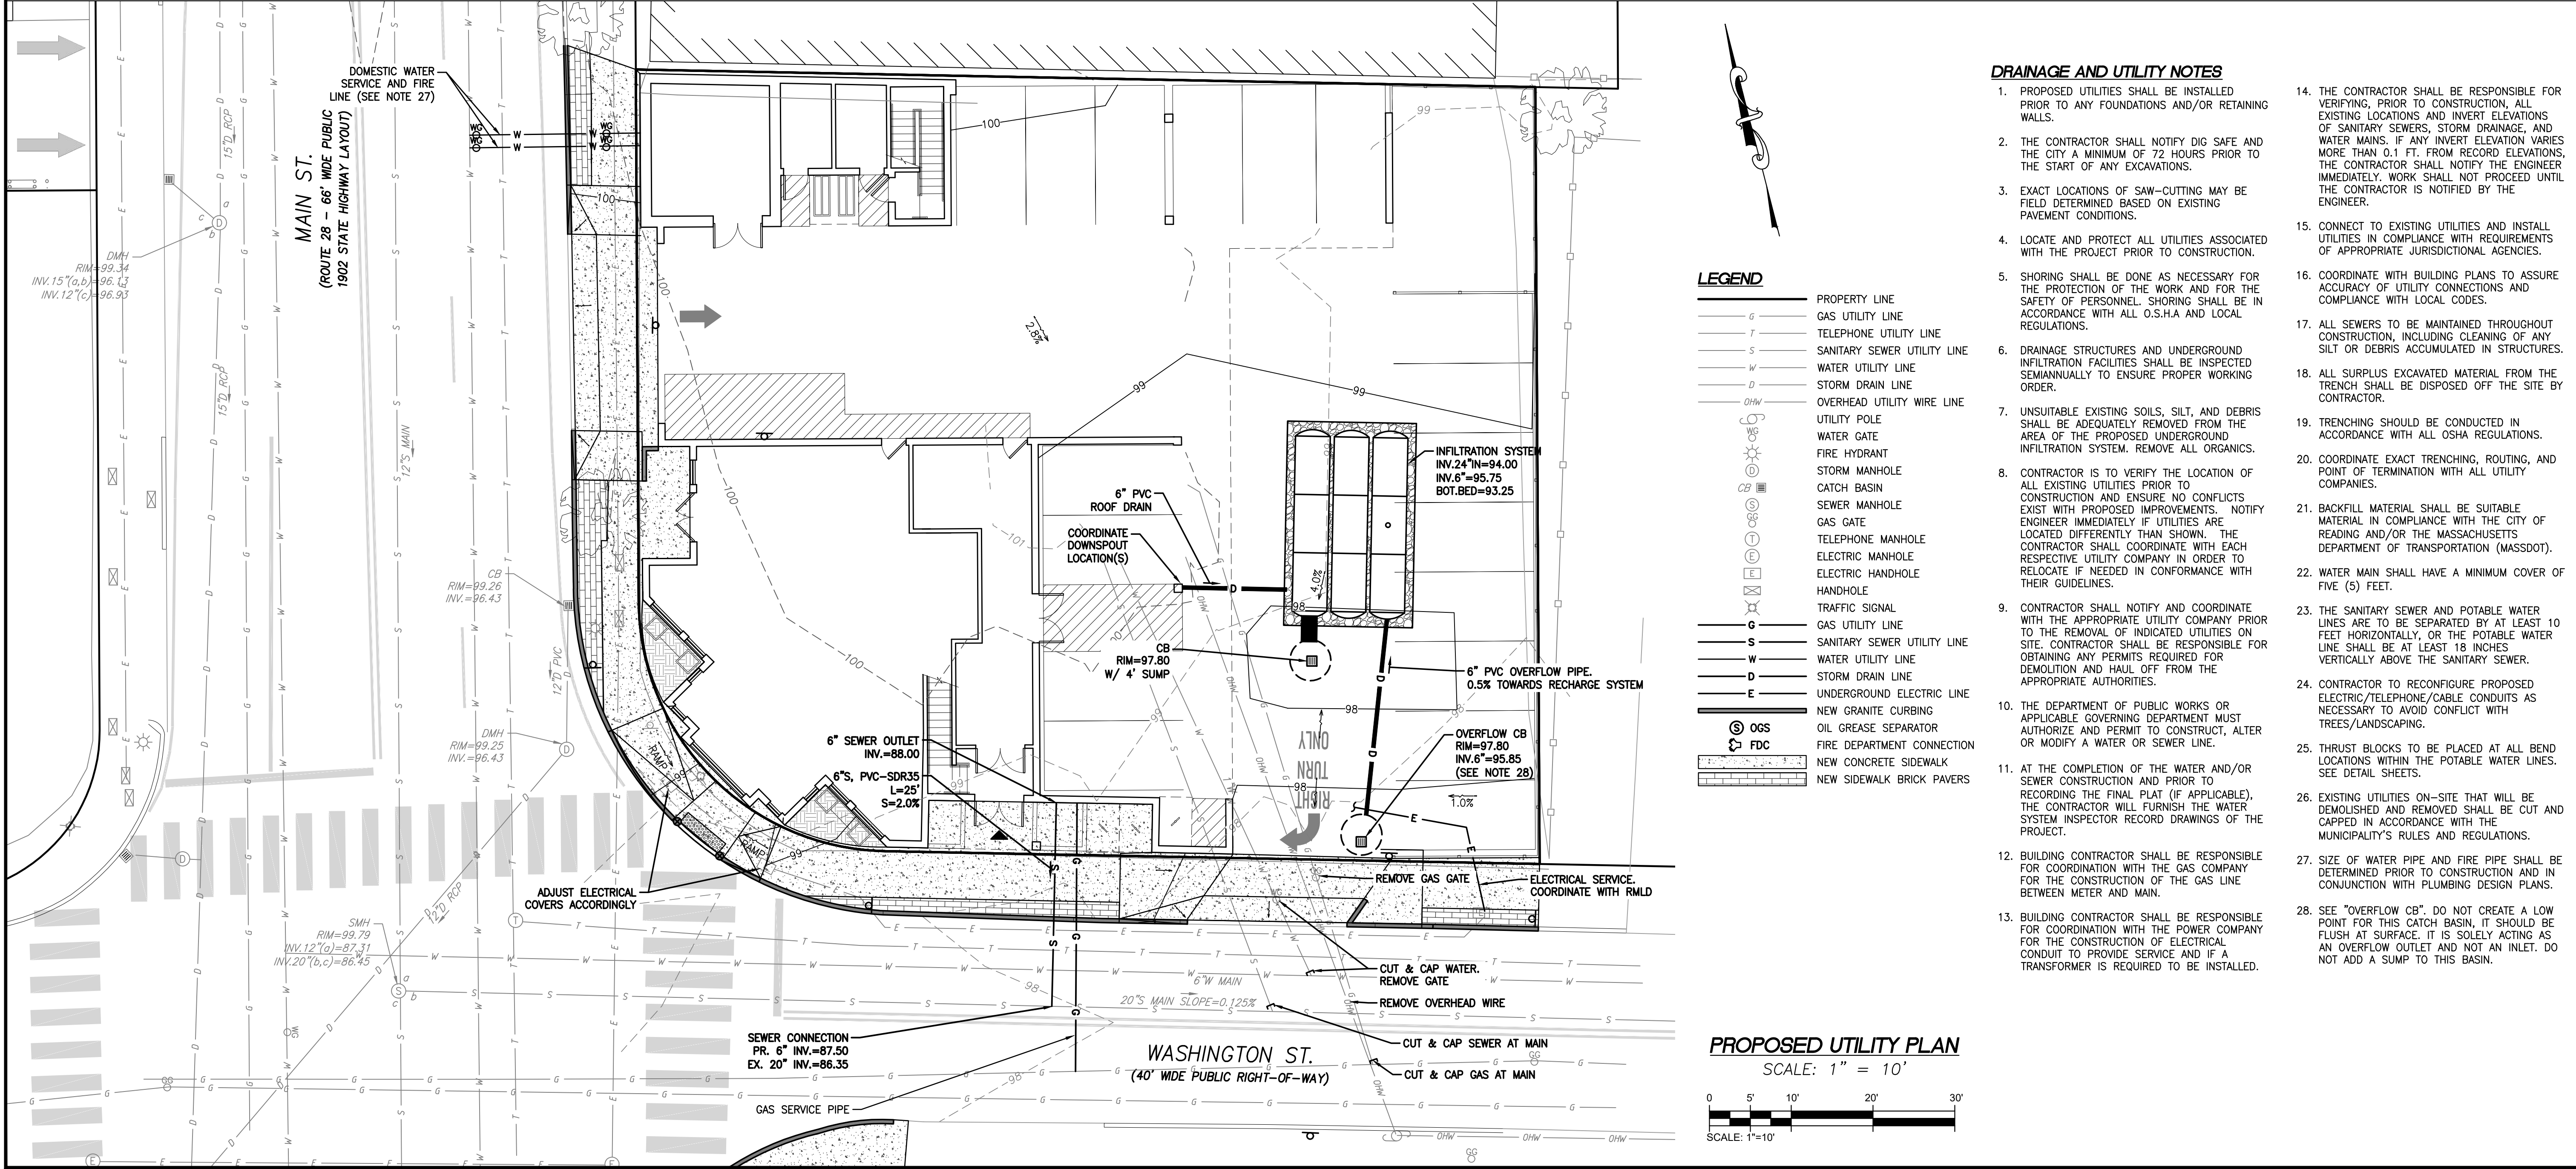 DOMESTIC WATER
SERVICE AND FIRE
LINE (SEE NOTE 27)
MAIN ST.
(ROUTE 28 - 66' WIDE PUBLIC
1902 STATE HIGHWAY LAYOUT)
15"D RCP
15"D RCP
12"S MAIN
DMH
RIM=99.34
INV.15"(a,b)=96.13
INV.12"(c)=96.93
CB
RIM=99.26
INV.=96.43
12"D PVC
DMH
RIM=99.25
INV.=96.43
12"D RCP
SMH
RIM=99.79
INV.12"(a)=87.31
INV.20"(b,c)=86.45
ADJUST ELECTRICAL
COVERS ACCORDINGLY
RAMP
RAMP
2.8%
6" PVC
ROOF DRAIN
COORDINATE
DOWNSPOUT
LOCATION(S)
INFILTRATION SYSTEM
INV.24"IN=94.00
INV.6"=95.75
BOT.BED=93.25
4.0%
CB
RIM=97.80
W/ 4' SUMP
6" PVC OVERFLOW PIPE.
0.5% TOWARDS RECHARGE SYSTEM
6" SEWER OUTLET
INV.=88.00
6"S, PVC-SDR35
L=25'
S=2.0%
ONLY
TURN
RIGHT
OVERFLOW CB
RIM=97.80
INV.6"=95.85
(SEE NOTE 28)
1.0%
REMOVE GAS GATE
ELECTRICAL SERVICE.
COORDINATE WITH RMLD
CUT & CAP WATER.
REMOVE GATE
6"W MAIN
20"S MAIN SLOPE=0.125%
REMOVE OVERHEAD WIRE
SEWER CONNECTION
PR. 6" INV.=87.50
EX. 20" INV.=86.35
CUT & CAP SEWER AT MAIN
WASHINGTON ST.
(40' WIDE PUBLIC RIGHT-OF-WAY)
CUT & CAP GAS AT MAIN
GAS SERVICE PIPE
LEGEND
PROPERTY LINE
G GAS UTILITY LINE
T TELEPHONE UTILITY LINE
S SANITARY SEWER UTILITY LINE
W WATER UTILITY LINE
D STORM DRAIN LINE
OHW OVERHEAD UTILITY WIRE LINE
UTILITY POLE
WG WATER GATE
FIRE HYDRANT
D STORM MANHOLE
CB CATCH BASIN
S SEWER MANHOLE
GG GAS GATE
T TELEPHONE MANHOLE
E ELECTRIC MANHOLE
E ELECTRIC HANDHOLE
HANDHOLE
TRAFFIC SIGNAL
G GAS UTILITY LINE
S SANITARY SEWER UTILITY LINE
W WATER UTILITY LINE
D STORM DRAIN LINE
E UNDERGROUND ELECTRIC LINE
NEW GRANITE CURBING
S OGS OIL GREASE SEPARATOR
FDC FIRE DEPARTMENT CONNECTION
NEW CONCRETE SIDEWALK
NEW SIDEWALK BRICK PAVERS
PROPOSED UTILITY PLAN
SCALE: 1" = 10'
0 5' 10' 20' 30'
SCALE: 1"=10'
DRAINAGE AND UTILITY NOTES
1. PROPOSED UTILITIES SHALL BE INSTALLED
PRIOR TO ANY FOUNDATIONS AND/OR RETAINING
WALLS.
2. THE CONTRACTOR SHALL NOTIFY DIG SAFE AND
THE CITY A MINIMUM OF 72 HOURS PRIOR TO
THE START OF ANY EXCAVATIONS.
3. EXACT LOCATIONS OF SAW-CUTTING MAY BE
FIELD DETERMINED BASED ON EXISTING
PAVEMENT CONDITIONS.
4. LOCATE AND PROTECT ALL UTILITIES ASSOCIATED
WITH THE PROJECT PRIOR TO CONSTRUCTION.
5. SHORING SHALL BE DONE AS NECESSARY FOR
THE PROTECTION OF THE WORK AND FOR THE
SAFETY OF PERSONNEL. SHORING SHALL BE IN
ACCORDANCE WITH ALL O.S.H.A AND LOCAL
REGULATIONS.
6. DRAINAGE STRUCTURES AND UNDERGROUND
INFILTRATION FACILITIES SHALL BE INSPECTED
SEMIANNUALLY TO ENSURE PROPER WORKING
ORDER.
7. UNSUITABLE EXISTING SOILS, SILT, AND DEBRIS
SHALL BE ADEQUATELY REMOVED FROM THE
AREA OF THE PROPOSED UNDERGROUND
INFILTRATION SYSTEM. REMOVE ALL ORGANICS.
8. CONTRACTOR IS TO VERIFY THE LOCATION OF
ALL EXISTING UTILITIES PRIOR TO
CONSTRUCTION AND ENSURE NO CONFLICTS
EXIST WITH PROPOSED IMPROVEMENTS. NOTIFY
ENGINEER IMMEDIATELY IF UTILITIES ARE
LOCATED DIFFERENTLY THAN SHOWN. THE
CONTRACTOR SHALL COORDINATE WITH EACH
RESPECTIVE UTILITY COMPANY IN ORDER TO
RELOCATE IF NEEDED IN CONFORMANCE WITH
THEIR GUIDELINES.
9. CONTRACTOR SHALL NOTIFY AND COORDINATE
WITH THE APPROPRIATE UTILITY COMPANY PRIOR
TO THE REMOVAL OF INDICATED UTILITIES ON
SITE. CONTRACTOR SHALL BE RESPONSIBLE FOR
OBTAINING ANY PERMITS REQUIRED FOR
DEMOLITION AND HAUL OFF FROM THE
APPROPRIATE AUTHORITIES.
10. THE DEPARTMENT OF PUBLIC WORKS OR
APPLICABLE GOVERNING DEPARTMENT MUST
AUTHORIZE AND PERMIT TO CONSTRUCT, ALTER
OR MODIFY A WATER OR SEWER LINE.
11. AT THE COMPLETION OF THE WATER AND/OR
SEWER CONSTRUCTION AND PRIOR TO
RECORDING THE FINAL PLAT (IF APPLICABLE),
THE CONTRACTOR WILL FURNISH THE WATER
SYSTEM INSPECTOR RECORD DRAWINGS OF THE
PROJECT.
12. BUILDING CONTRACTOR SHALL BE RESPONSIBLE
FOR COORDINATION WITH THE GAS COMPANY
FOR THE CONSTRUCTION OF THE GAS LINE
BETWEEN METER AND MAIN.
13. BUILDING CONTRACTOR SHALL BE RESPONSIBLE
FOR COORDINATION WITH THE POWER COMPANY
FOR THE CONSTRUCTION OF ELECTRICAL
CONDUIT TO PROVIDE SERVICE AND IF A
TRANSFORMER IS REQUIRED TO BE INSTALLED.
14. THE CONTRACTOR SHALL BE RESPONSIBLE FOR
VERIFYING, PRIOR TO CONSTRUCTION, ALL
EXISTING LOCATIONS AND INVERT ELEVATIONS
OF SANITARY SEWERS, STORM DRAINAGE, AND
WATER MAINS. IF ANY INVERT ELEVATION VARIES
MORE THAN 0.1 FT. FROM RECORD ELEVATIONS,
THE CONTRACTOR SHALL NOTIFY THE ENGINEER
IMMEDIATELY. WORK SHALL NOT PROCEED UNTIL
THE CONTRACTOR IS NOTIFIED BY THE
ENGINEER.
15. CONNECT TO EXISTING UTILITIES AND INSTALL
UTILITIES IN COMPLIANCE WITH REQUIREMENTS
OF APPROPRIATE JURISDICTIONAL AGENCIES.
16. COORDINATE WITH BUILDING PLANS TO ASSURE
ACCURACY OF UTILITY CONNECTIONS AND
COMPLIANCE WITH LOCAL CODES.
17. ALL SEWERS TO BE MAINTAINED THROUGHOUT
CONSTRUCTION, INCLUDING CLEANING OF ANY
SILT OR DEBRIS ACCUMULATED IN STRUCTURES.
18. ALL SURPLUS EXCAVATED MATERIAL FROM THE
TRENCH SHALL BE DISPOSED OFF THE SITE BY
CONTRACTOR.
19. TRENCHING SHOULD BE CONDUCTED IN
ACCORDANCE WITH ALL OSHA REGULATIONS.
20. COORDINATE EXACT TRENCHING, ROUTING, AND
POINT OF TERMINATION WITH ALL UTILITY
COMPANIES.
21. BACKFILL MATERIAL SHALL BE SUITABLE
MATERIAL IN COMPLIANCE WITH THE CITY OF
READING AND/OR THE MASSACHUSETTS
DEPARTMENT OF TRANSPORTATION (MASSDOT).
22. WATER MAIN SHALL HAVE A MINIMUM COVER OF
FIVE (5) FEET.
23. THE SANITARY SEWER AND POTABLE WATER
LINES ARE TO BE SEPARATED BY AT LEAST 10
FEET HORIZONTALLY, OR THE POTABLE WATER
LINE SHALL BE AT LEAST 18 INCHES
VERTICALLY ABOVE THE SANITARY SEWER.
24. CONTRACTOR TO RECONFIGURE PROPOSED
ELECTRIC/TELEPHONE/CABLE CONDUITS AS
NECESSARY TO AVOID CONFLICT WITH
TREES/LANDSCAPING.
25. THRUST BLOCKS TO BE PLACED AT ALL BEND
LOCATIONS WITHIN THE POTABLE WATER LINES.
SEE DETAIL SHEETS.
26. EXISTING UTILITIES ON-SITE THAT WILL BE
DEMOLISHED AND REMOVED SHALL BE CUT AND
CAPPED IN ACCORDANCE WITH THE
MUNICIPALITY'S RULES AND REGULATIONS.
27. SIZE OF WATER PIPE AND FIRE PIPE SHALL BE
DETERMINED PRIOR TO CONSTRUCTION AND IN
CONJUNCTION WITH PLUMBING DESIGN PLANS.
28. SEE "OVERFLOW CB". DO NOT CREATE A LOW
POINT FOR THIS CATCH BASIN, IT SHOULD BE
FLUSH AT SURFACE. IT IS SOLELY ACTING AS
AN OVERFLOW OUTLET AND NOT AN INLET. DO
NOT ADD A SUMP TO THIS BASIN.